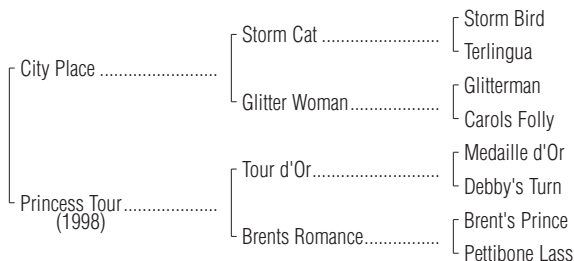 Storm Bird
Storm Cat ........................
Terlingua
City Place ........................
Glitterman
Glitter Woman...................
Carols Folly
Medaille d'Or
Tour d'Or..........................
Debby's Turn
Princess Tour...................
(1998)
Brent's Prince
Brents Romance...............
Pettibone Lass